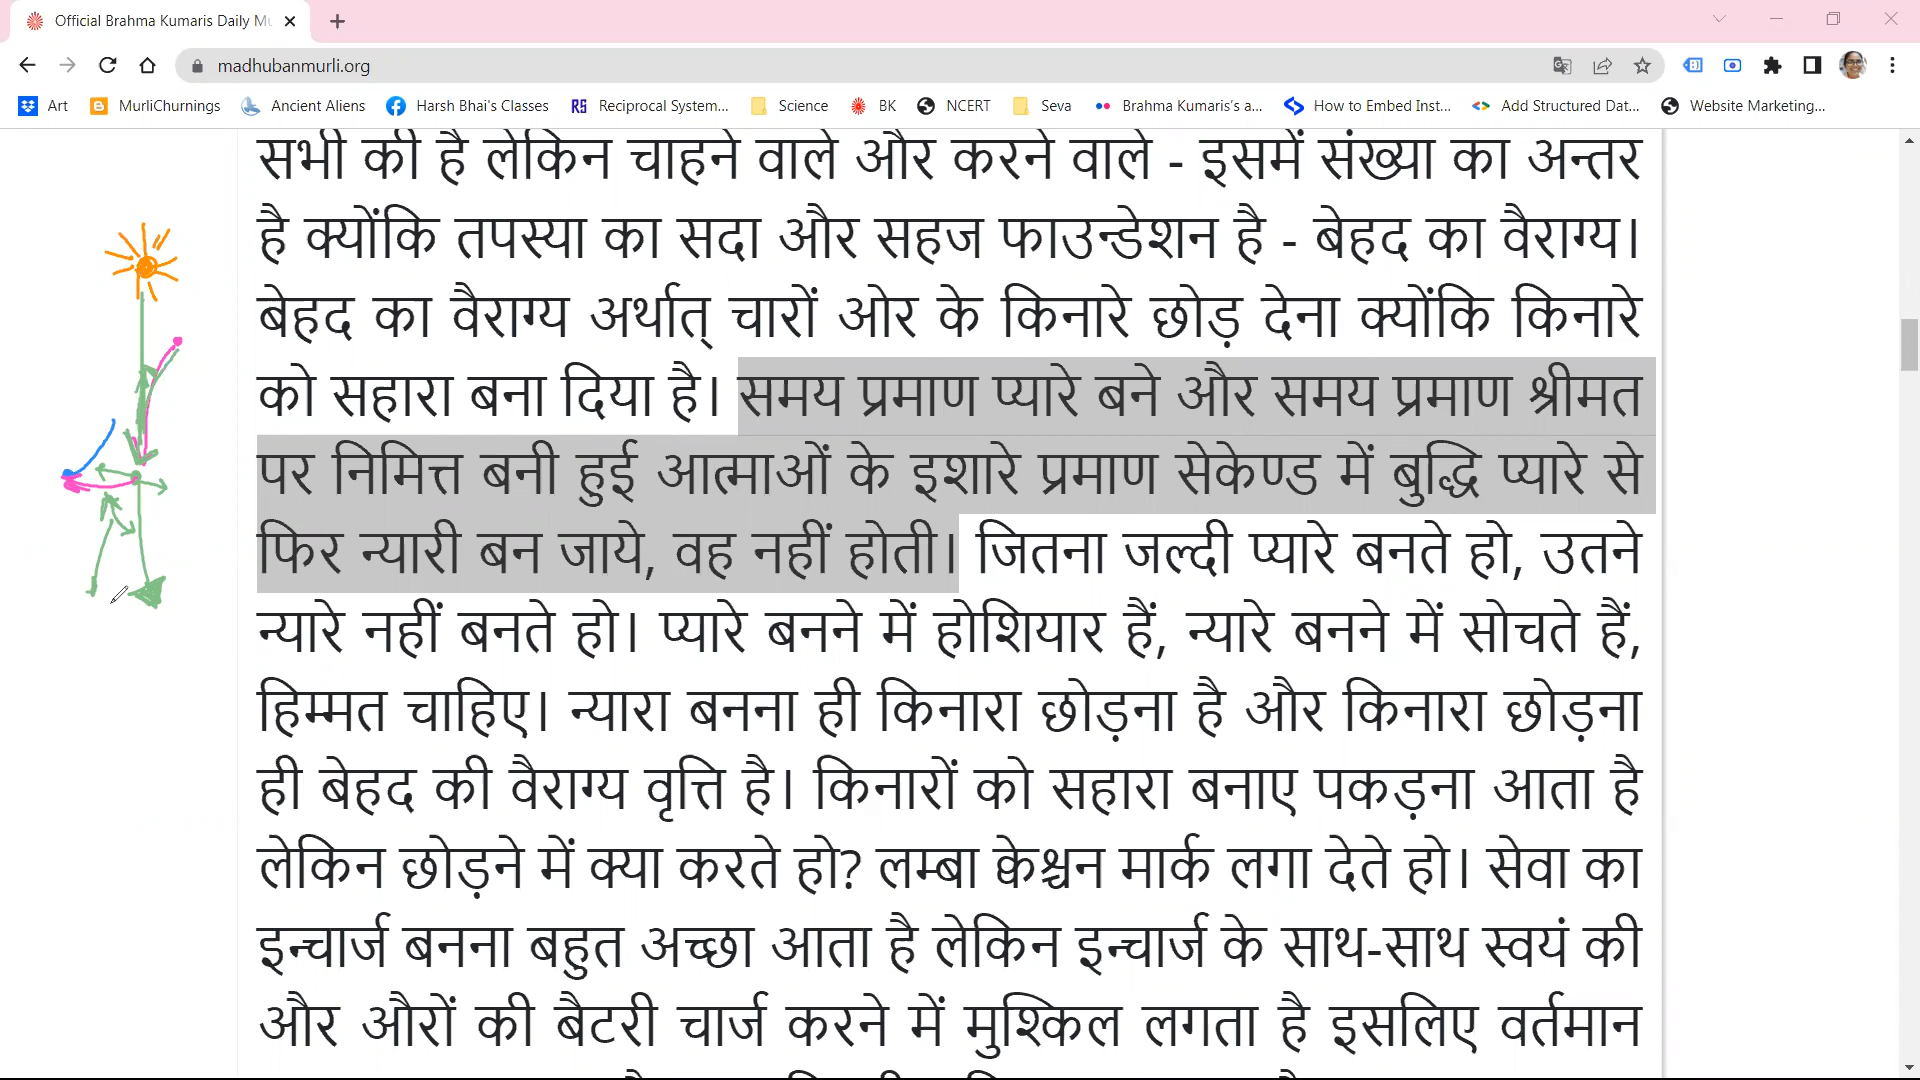 Official Brahma Kumaris Daily Mu
madhubanmurli.org
Art MurliChurnings Ancient Aliens Harsh Bhai's Classes RS Reciprocal System... Science BK NCERT Seva Brahma Kumaris's a... How to Embed Inst... Add Structured Dat... Website Marketing...
सभी की है लेकिन चाहने वाले और करने वाले - इसमें संख्या का अन्तर
है क्योंकि तपस्या का सदा और सहज फाउन्डेशन है - बेहद का वैराग्य।
बेहद का वैराग्य अर्थात् चारों ओर के किनारे छोड़ देना क्योंकि किनारे
को सहारा बना दिया है। समय प्रमाण प्यारे बने और समय प्रमाण श्रीमत
पर निमित्त बनी हुई आत्माओं के इशारे प्रमाण सेकेण्ड में बुद्धि प्यारे से
फिर न्यारी बन जाये, वह नहीं होती। जितना जल्दी प्यारे बनते हो, उतने
न्यारे नहीं बनते हो। प्यारे बनने में होशियार हैं, न्यारे बनने में सोचते हैं,
हिम्मत चाहिए। न्यारा बनना ही किनारा छोड़ना है और किनारा छोड़ना
ही बेहद की वैराग्य वृत्ति है। किनारों को सहारा बनाए पकड़ना आता है
लेकिन छोड़ने में क्या करते हो? लम्बा क्वेश्चन मार्क लगा देते हो। सेवा का
इन्चार्ज बनना बहुत अच्छा आता है लेकिन इन्चार्ज के साथ-साथ स्वयं की
और औरों की बैटरी चार्ज करने में मुश्किल लगता है इसलिए वर्तमान